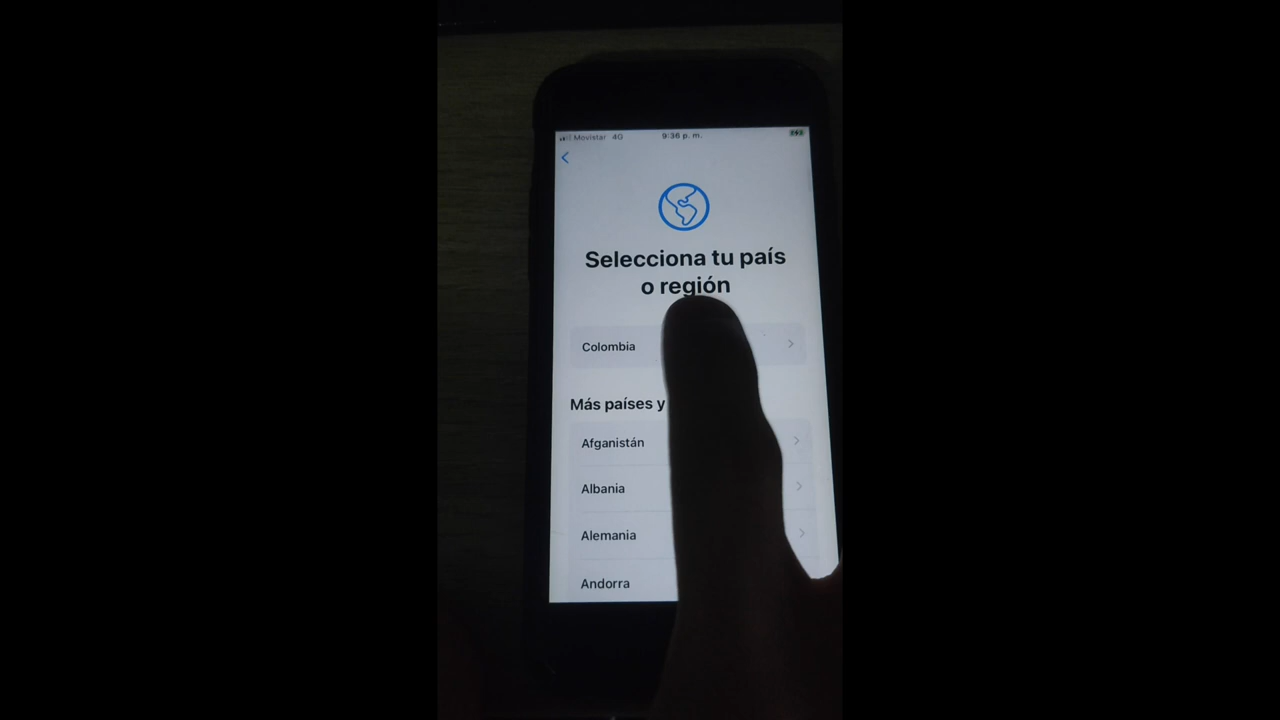 Movistar 4G 9:36 p. m.
Selecciona tu país
o región
Colombia
Más países y
Afganistán
Albania
Alemania
Andorra